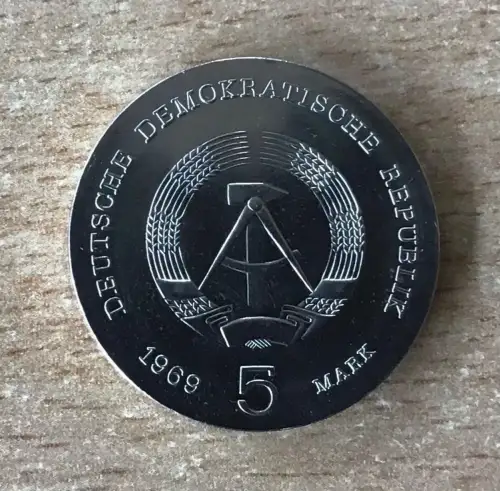 DEUTSCHE DEMOKRATISCHE REPUBLIK
1969 5 MARK